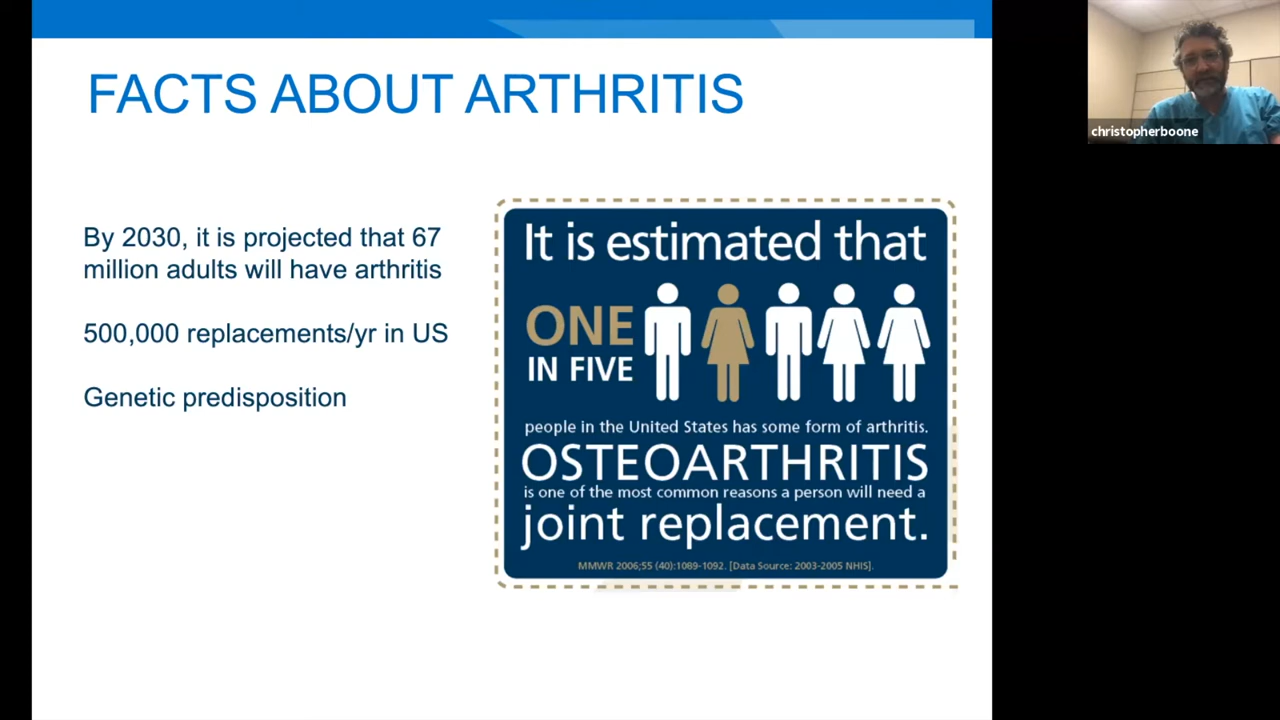 FACTS ABOUT ARTHRITIS
christopherboone
By 2030, it is projected that 67
million adults will have arthritis
500,000 replacements/yr in US
Genetic predisposition
It is estimated that
ONE
IN FIVE
people in the United States has some form of arthritis.
OSTEOARTHRITIS
is one of the most common reasons a person will need a
joint replacement.
MMWR 2006;55 (40):1089-1092. [Data Source: 2003-2005 NHIS].